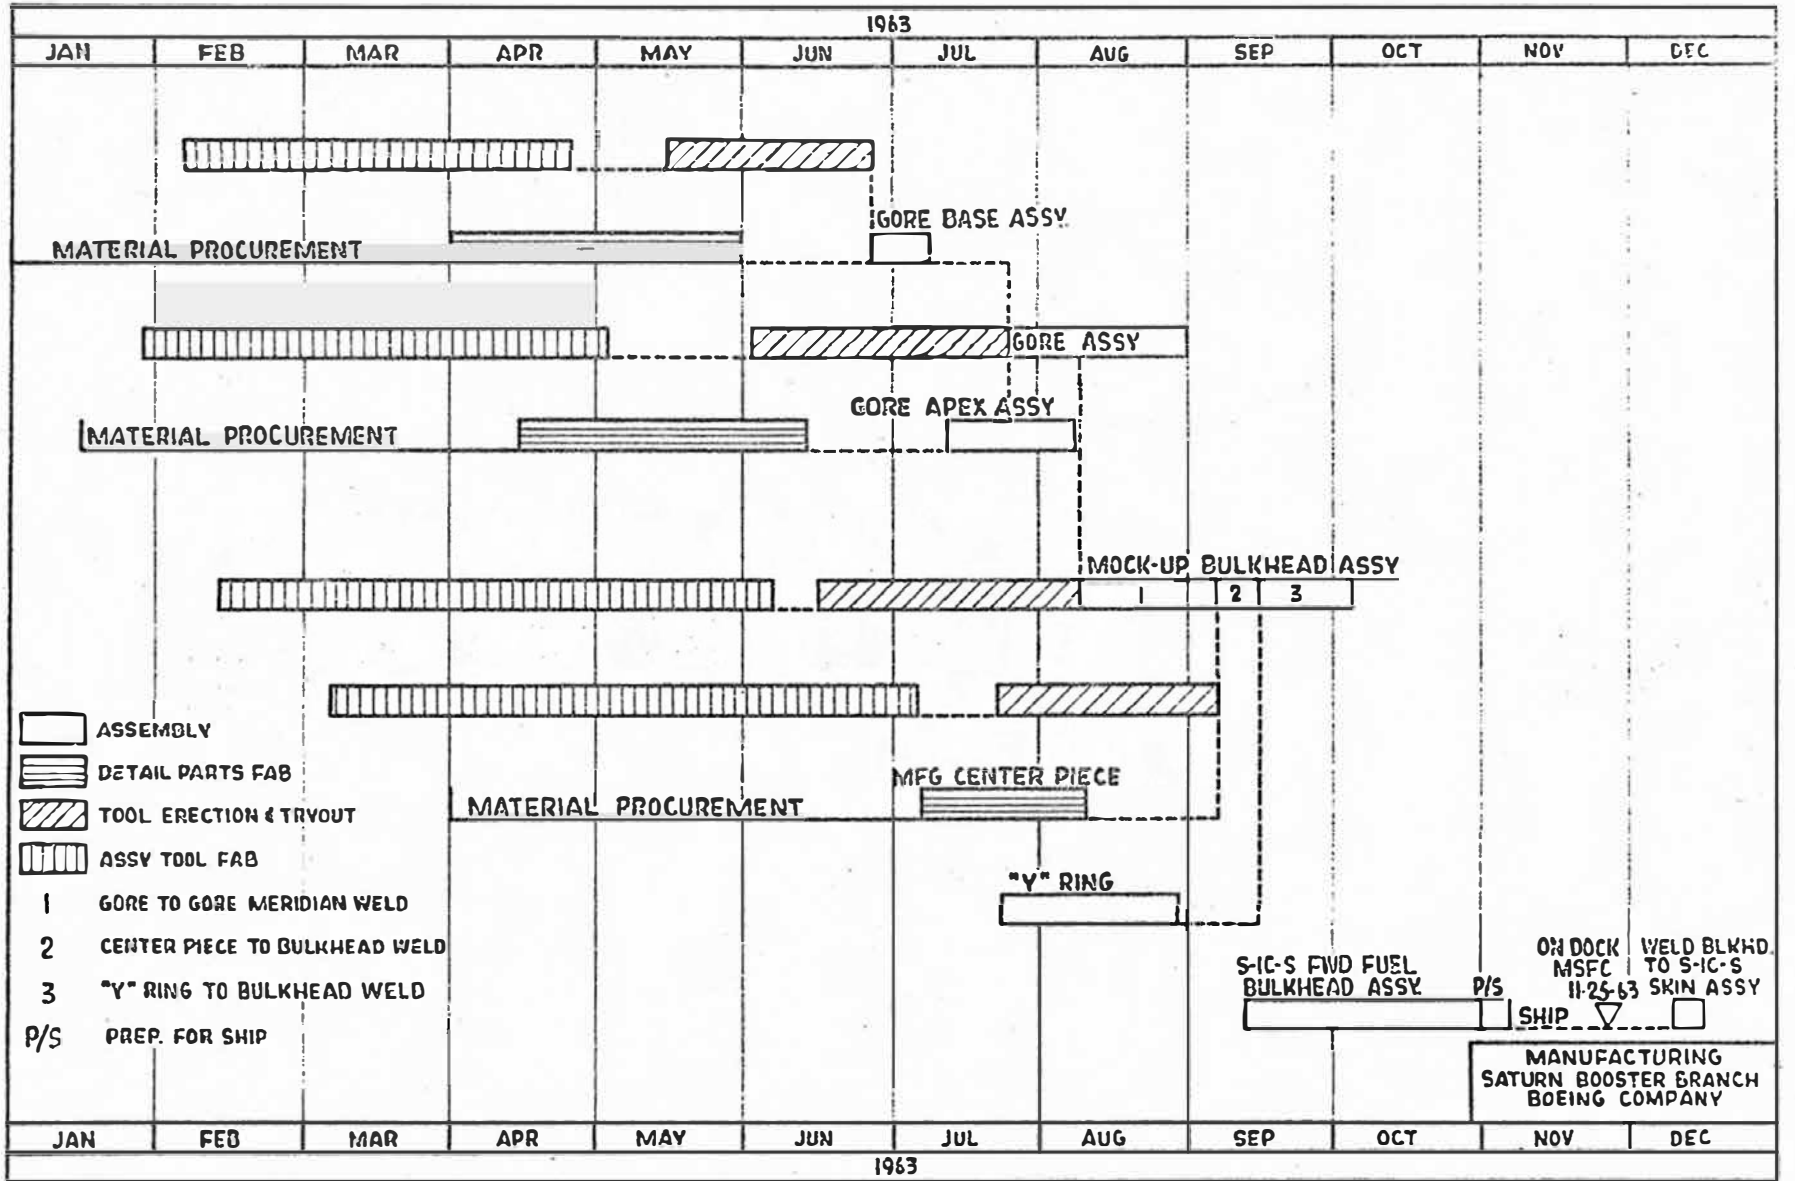 1963
JAN FEB MAR APR MAY JUN JUL AUG SEP OCT NOV DEC
GORE BASE ASSY.
MATERIAL PROCUREMENT
GORE ASSY
GORE APEX ASSY
MATERIAL PROCUREMENT
MOCK-UP BULKHEAD ASSY
1 2 3
ASSEMBLY
DETAIL PARTS FAB
MFG CENTER PIECE
MATERIAL PROCUREMENT
TOOL ERECTION & TRYOUT
ASSY TOOL FAB
"Y" RING
1 GORE TO GORE MERIDIAN WELD
2 CENTER PIECE TO BULKHEAD WELD
3 "Y" RING TO BULKHEAD WELD
P/S PREP. FOR SHIP
S-IC-S FWD FUEL
BULKHEAD ASSY.
P/S
SHIP
ON DOCK
MSFC
11-25-63
WELD BLKHD.
TO S-IC-S
SKIN ASSY
MANUFACTURING
SATURN BOOSTER BRANCH
BOEING COMPANY
JAN FEB MAR APR MAY JUN JUL AUG SEP OCT NOV DEC
1963